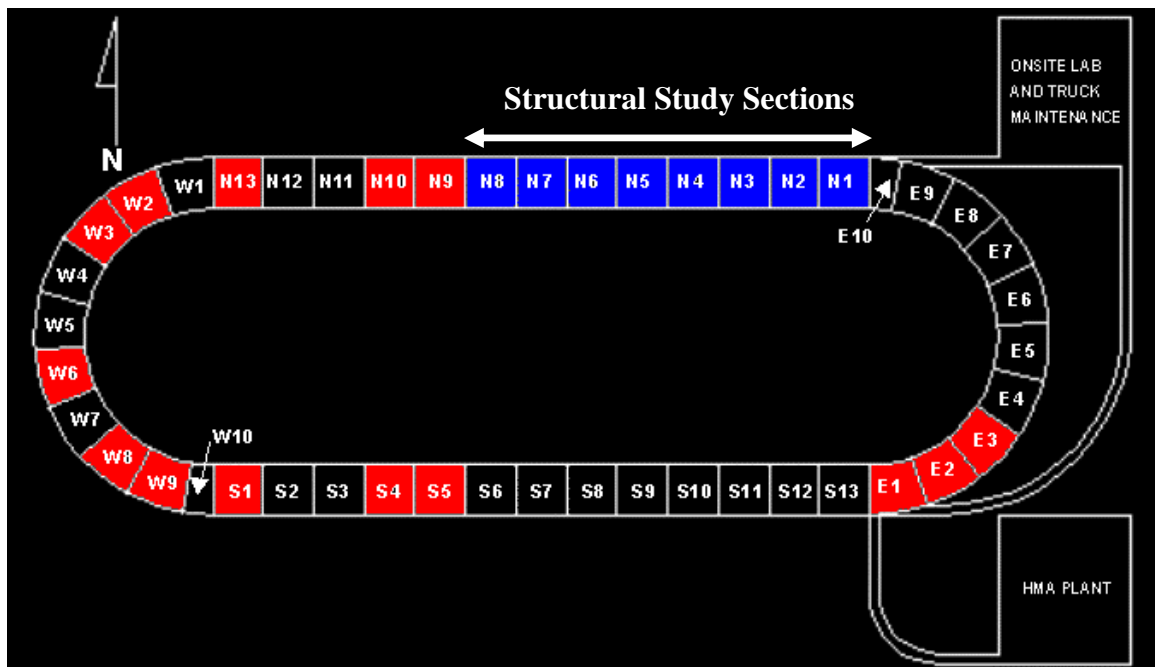 ONSITE LAB
AND TRUCK
MAINTENANCE
Structural Study Sections
N
W1 N13 N12 N11 N10 N9 N8 N7 N6 N5 N4 N3 N2 N1 E9
W2
E8
E10
W3
E7
W4
E6
W5
E5
W6
E4
W7
W10
E3
W8
E2
W9
S1 S2 S3 S4 S5 S6 S7 S8 S9 S10 S11 S12 S13 E1
HMA PLANT